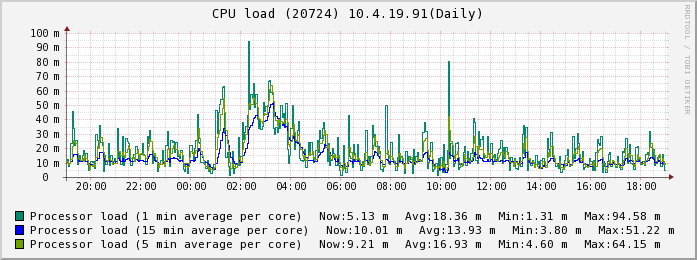 CPU load (20724) 10.4.19.91(Daily)
RRDTOOL / TOBI OETIKER
100 m
90 m
80 m
70 m
60 m
50 m
40 m
30 m
20 m
10 m
0
20:00 22:00 00:00 02:00 04:00 06:00 08:00 10:00 12:00 14:00 16:00 18:00
Processor load (1 min average per core) Now:5.13 m Avg:18.36 m Min:1.31 m Max:94.58 m
Processor load (15 min average per core) Now:10.01 m Avg:13.93 m Min:3.80 m Max:51.22 m
Processor load (5 min average per core) Now:9.21 m Avg:16.93 m Min:4.60 m Max:64.15 m